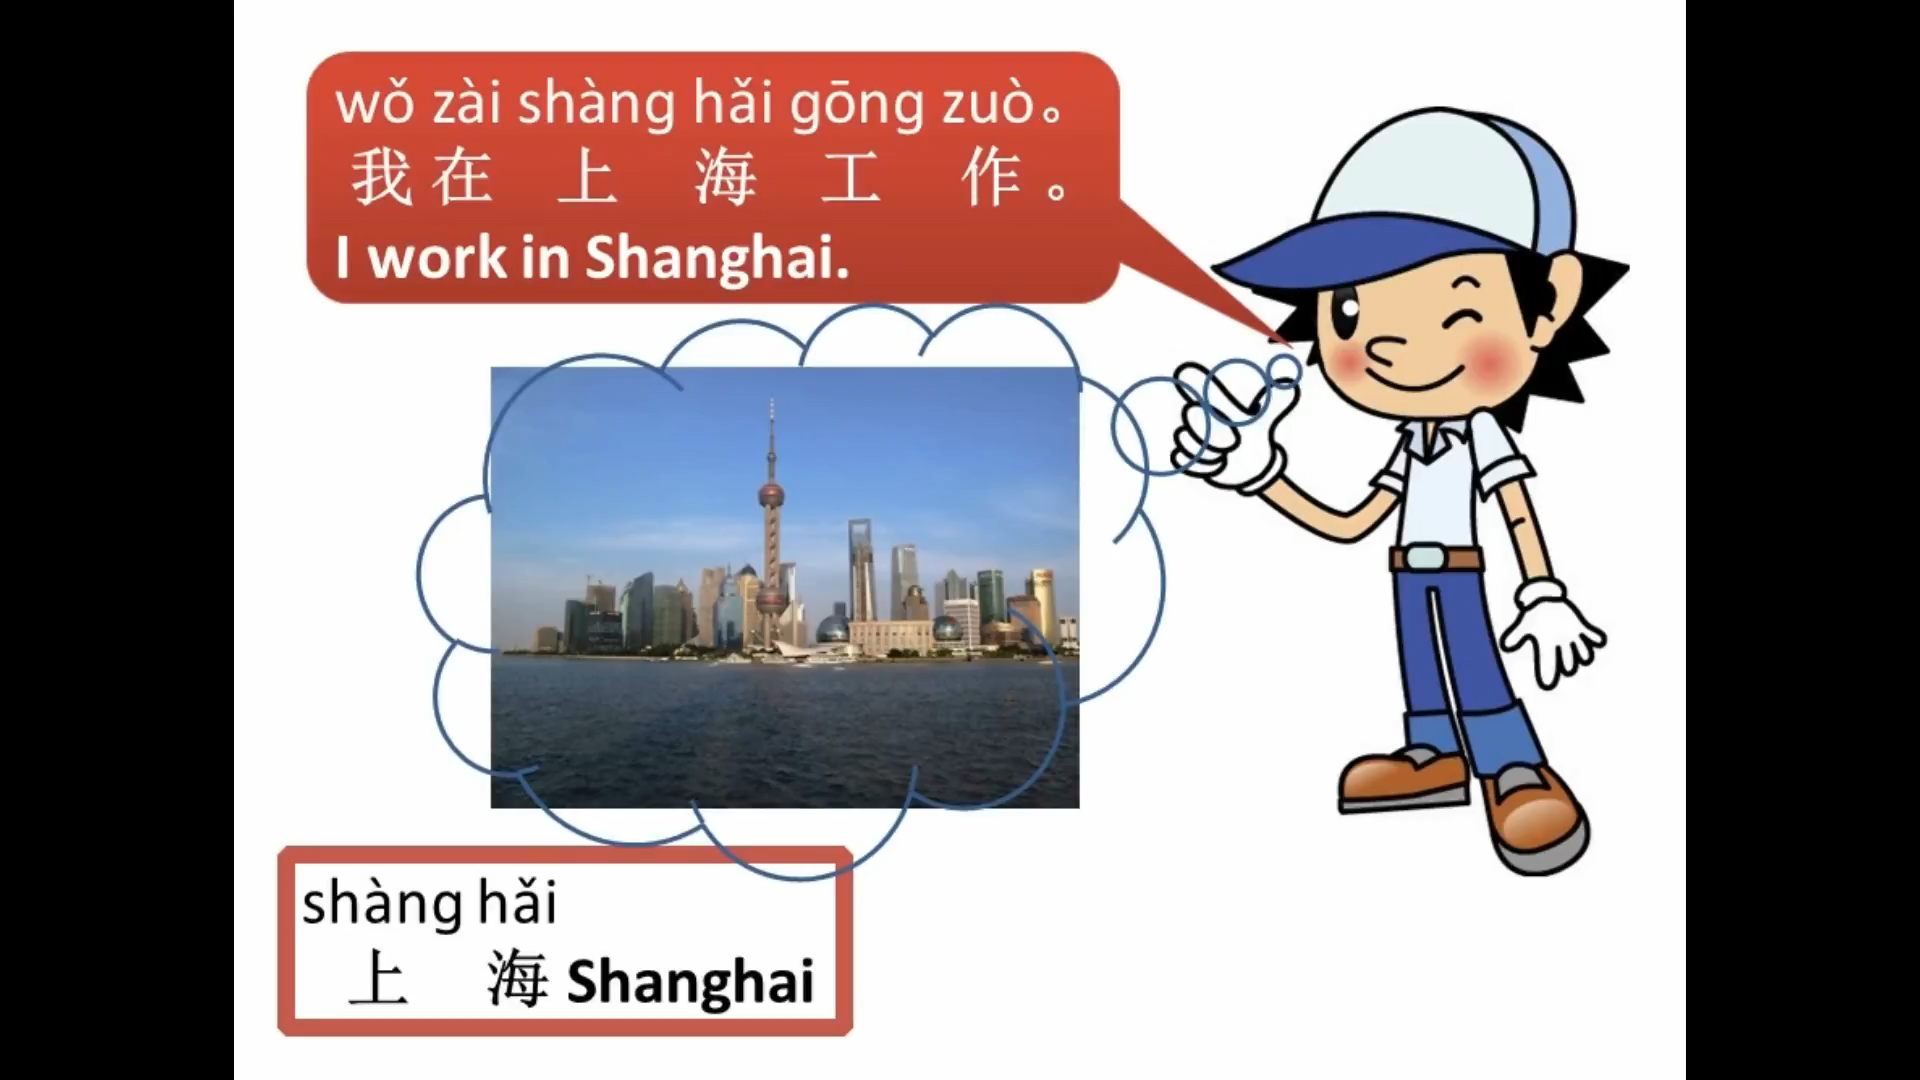 wǒ zài shàng hǎi gōng zuò。
我 在 上 海 工 作 。
I work in Shanghai.
shàng hǎi
上 海 Shanghai